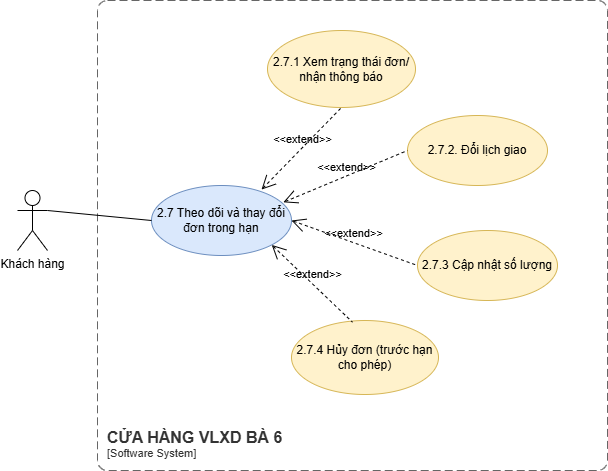 2.7.1 Xem trạng thái đơn/
nhận thông báo
<<extend>>
2.7.2. Đổi lịch giao
<<extend>>
2.7 Theo dõi và thay đổi
đơn trong hạn
<<extend>>
Khách hàng
2.7.3 Cập nhật số lượng
<<extend>>
2.7.4 Hủy đơn (trước hạn
cho phép)
CỬA HÀNG VLXD BÀ 6
[Software System]